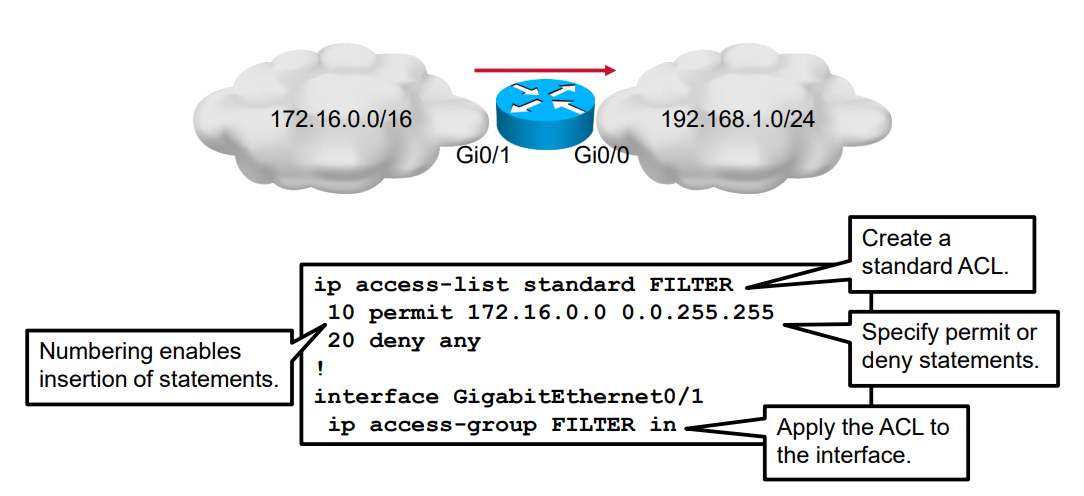 172.16.0.0/16
192.168.1.0/24
Gi0/1
Gi0/0
Create a
standard ACL.
ip access-list standard FILTER
10 permit 172.16.0.0 0.0.255.255
20 deny any
!
interface GigabitEthernet0/1
ip access-group FILTER in
Numbering enables
insertion of statements.
Specify permit or
deny statements.
Apply the ACL to
the interface.